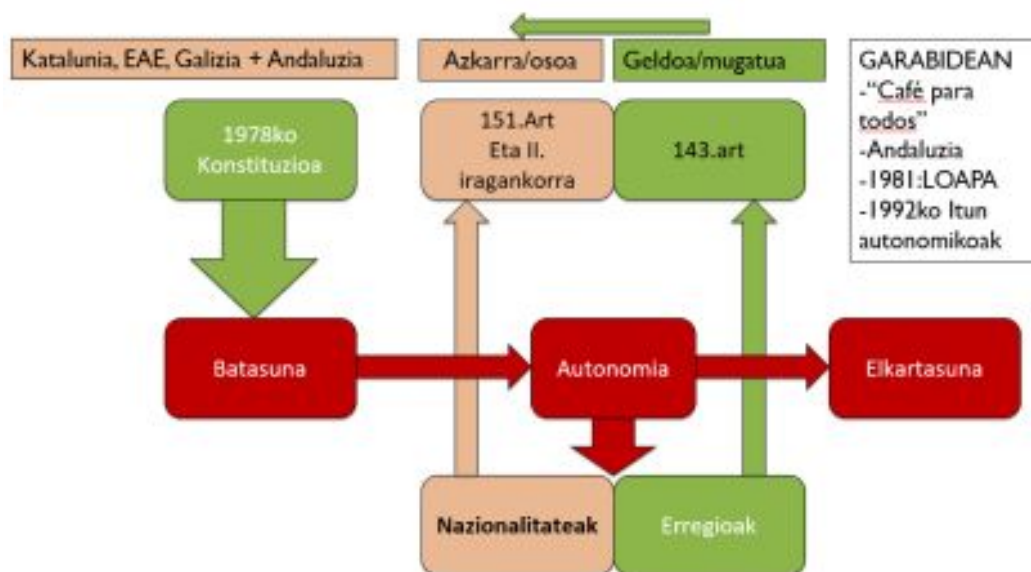 Katalunia, EAE, Galizia + Andaluzia
Azkarra/osoa
Geldoa/mugatua
GARABIDEAN
-“Café para
todos”
-Andaluzia
-1981:LOAPA
-1992ko Itun
autonomikoak
1978ko
Konstituzioa
151.Art
Eta II.
iragankorra
143.art
Batasuna
Autonomia
Elkartasuna
Nazionalitateak
Erregioak